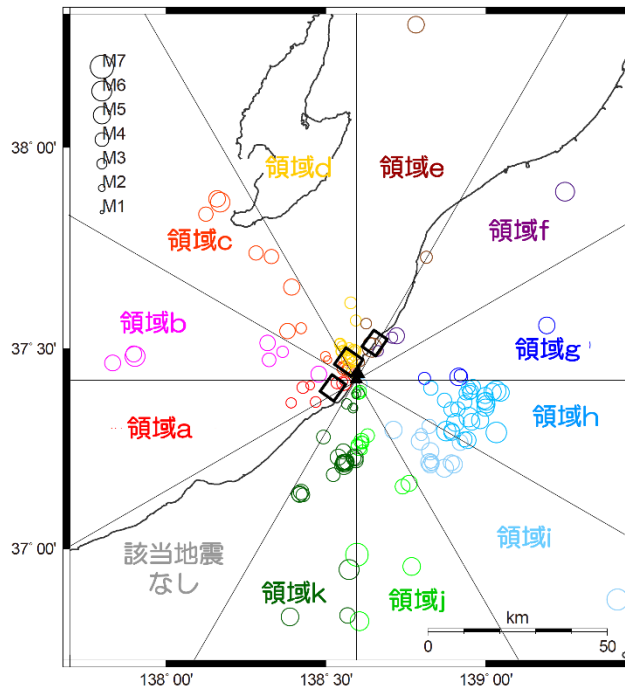 M7
M6
M5
M4
M3
M2
M1
38° 00'
領域d
領域e
領域c
領域f
領域b
37° 30'
領域g
領域a
領域h
領域i
37° 00'
該当地震
なし
領域k
領域j
km
0
50
138° 00'
138° 30'
139° 00'